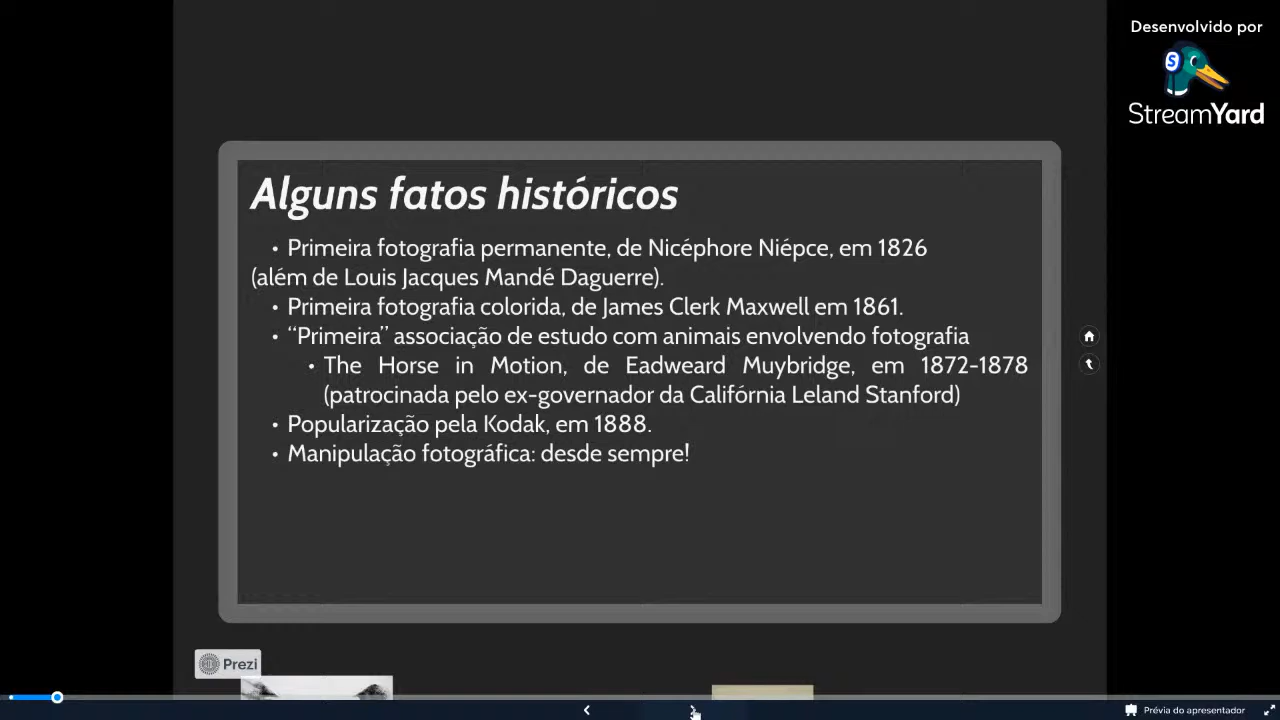 Desenvolvido por
StreamYard
Alguns fatos históricos
• Primeira fotografia permanente, de Nicéphore Niépce, em 1826
(além de Louis Jacques Mandé Daguerre).
• Primeira fotografia colorida, de James Clerk Maxwell em 1861.
• “Primeira” associação de estudo com animais envolvendo fotografia
• The Horse in Motion, de Eadweard Muybridge, em 1872-1878
(patrocinada pelo ex-governador da Califórnia Leland Stanford)
• Popularização pela Kodak, em 1888.
• Manipulação fotográfica: desde sempre!
Prezi
Prévia do apresentador